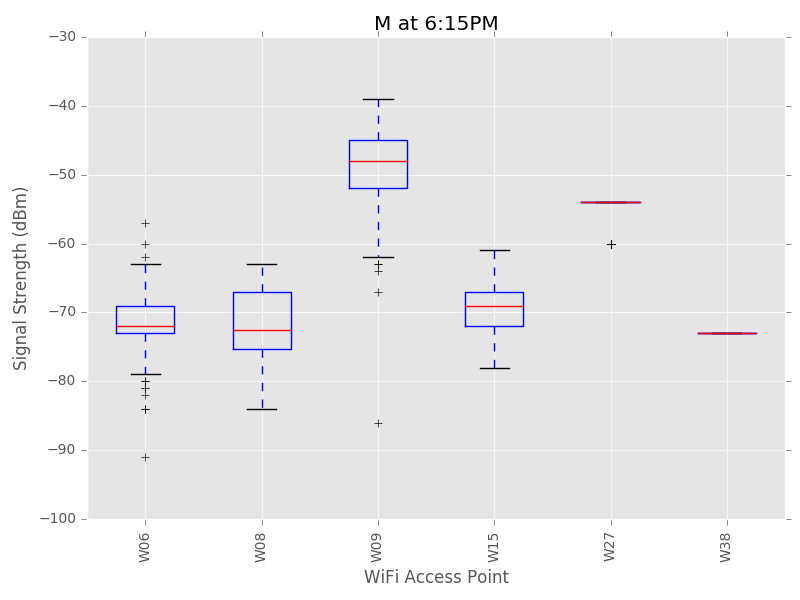 M at 6:15PM
Signal Strength (dBm)
−30
−40
−50
−60
−70
−80
−90
−100
W06
W08
W09
W15
W27
W38
WiFi Access Point